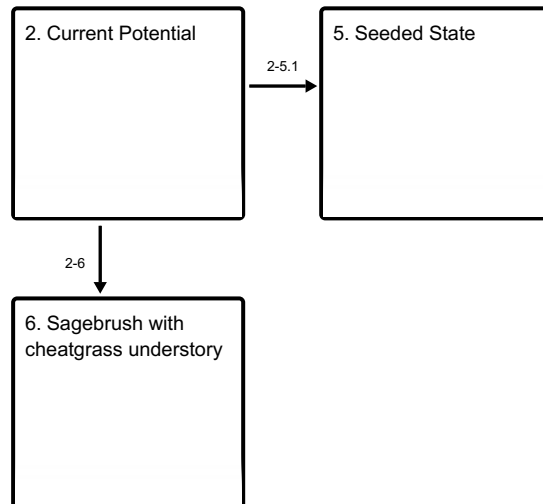 2. Current Potential
2-5.1
5. Seeded State
2-6
6. Sagebrush with
cheatgrass understory